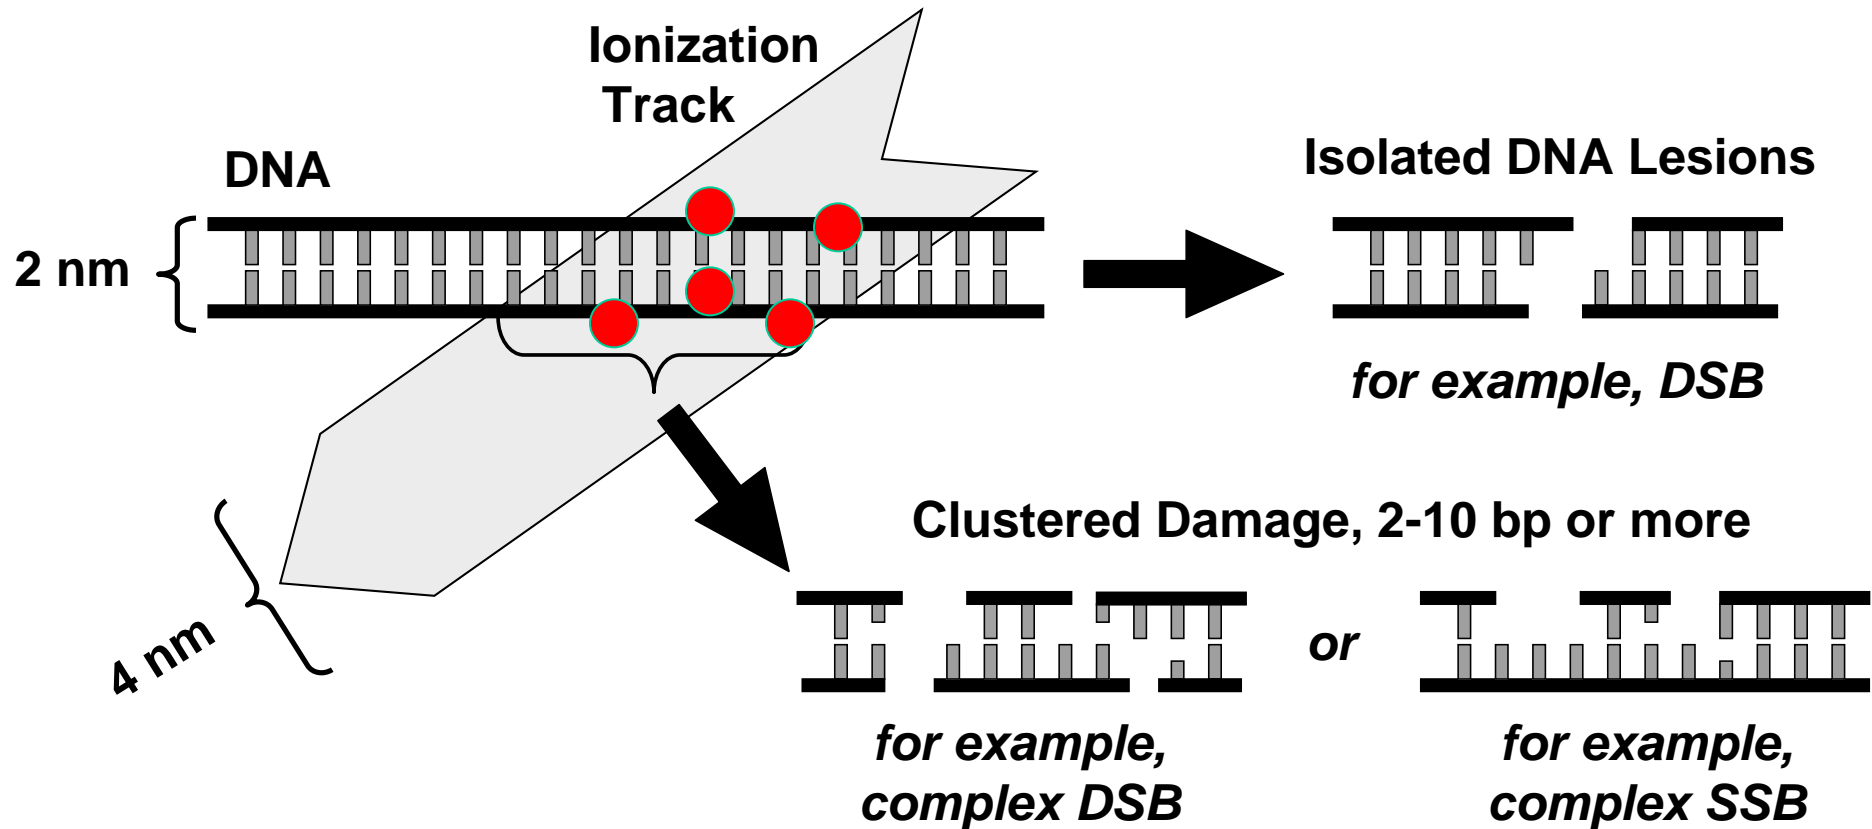 Ionization
Track
DNA
2 nm
4 nm
Isolated DNA Lesions
for example, DSB
Clustered Damage, 2-10 bp or more
or
for example,
complex DSB
for example,
complex SSB